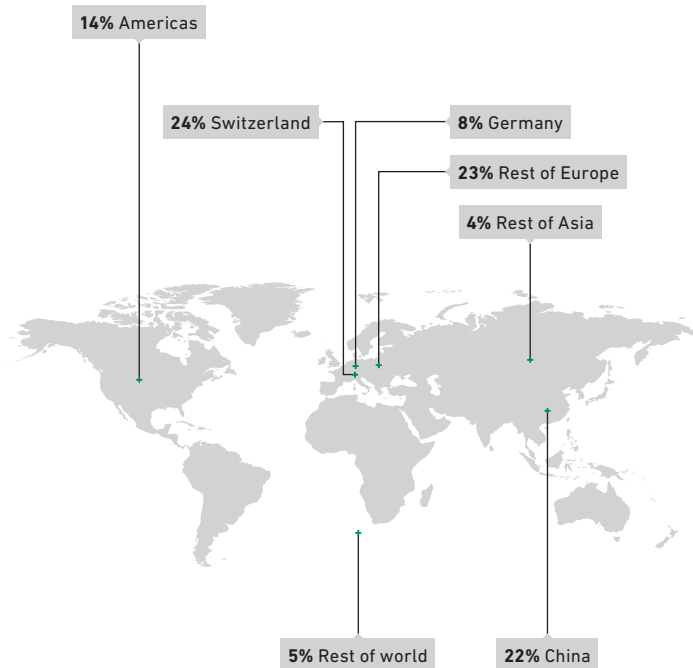 14% Americas
24% Switzerland
8% Germany
23% Rest of Europe
4% Rest of Asia
5% Rest of world
22% China